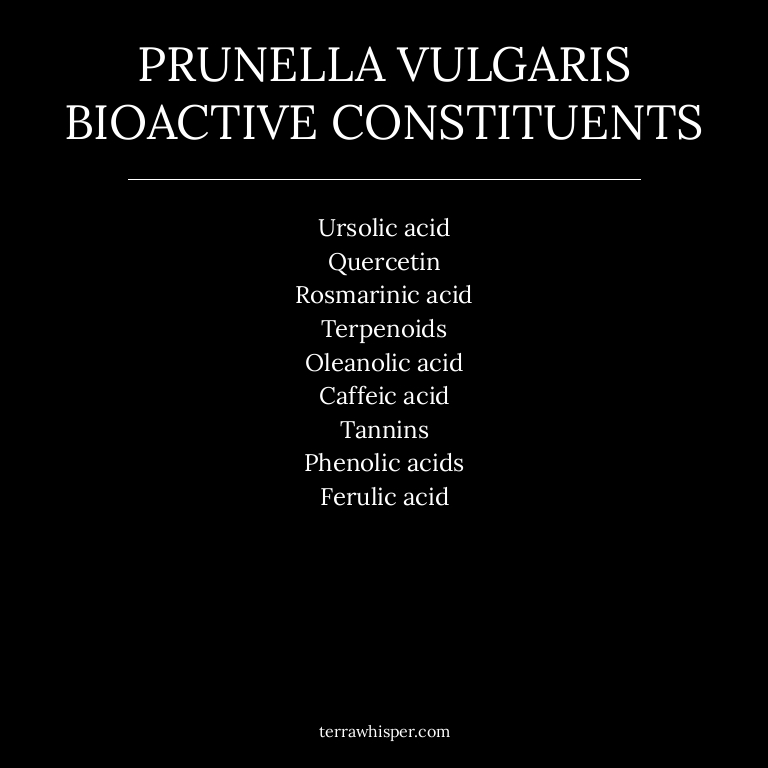 PRUNELLA VULGARIS
BIOACTIVE CONSTITUENTS
Ursolic acid
Quercetin
Rosmarinic acid
Terpenoids
Oleanolic acid
Caffeic acid
Tannins
Phenolic acids
Ferulic acid
terrawhisper.com